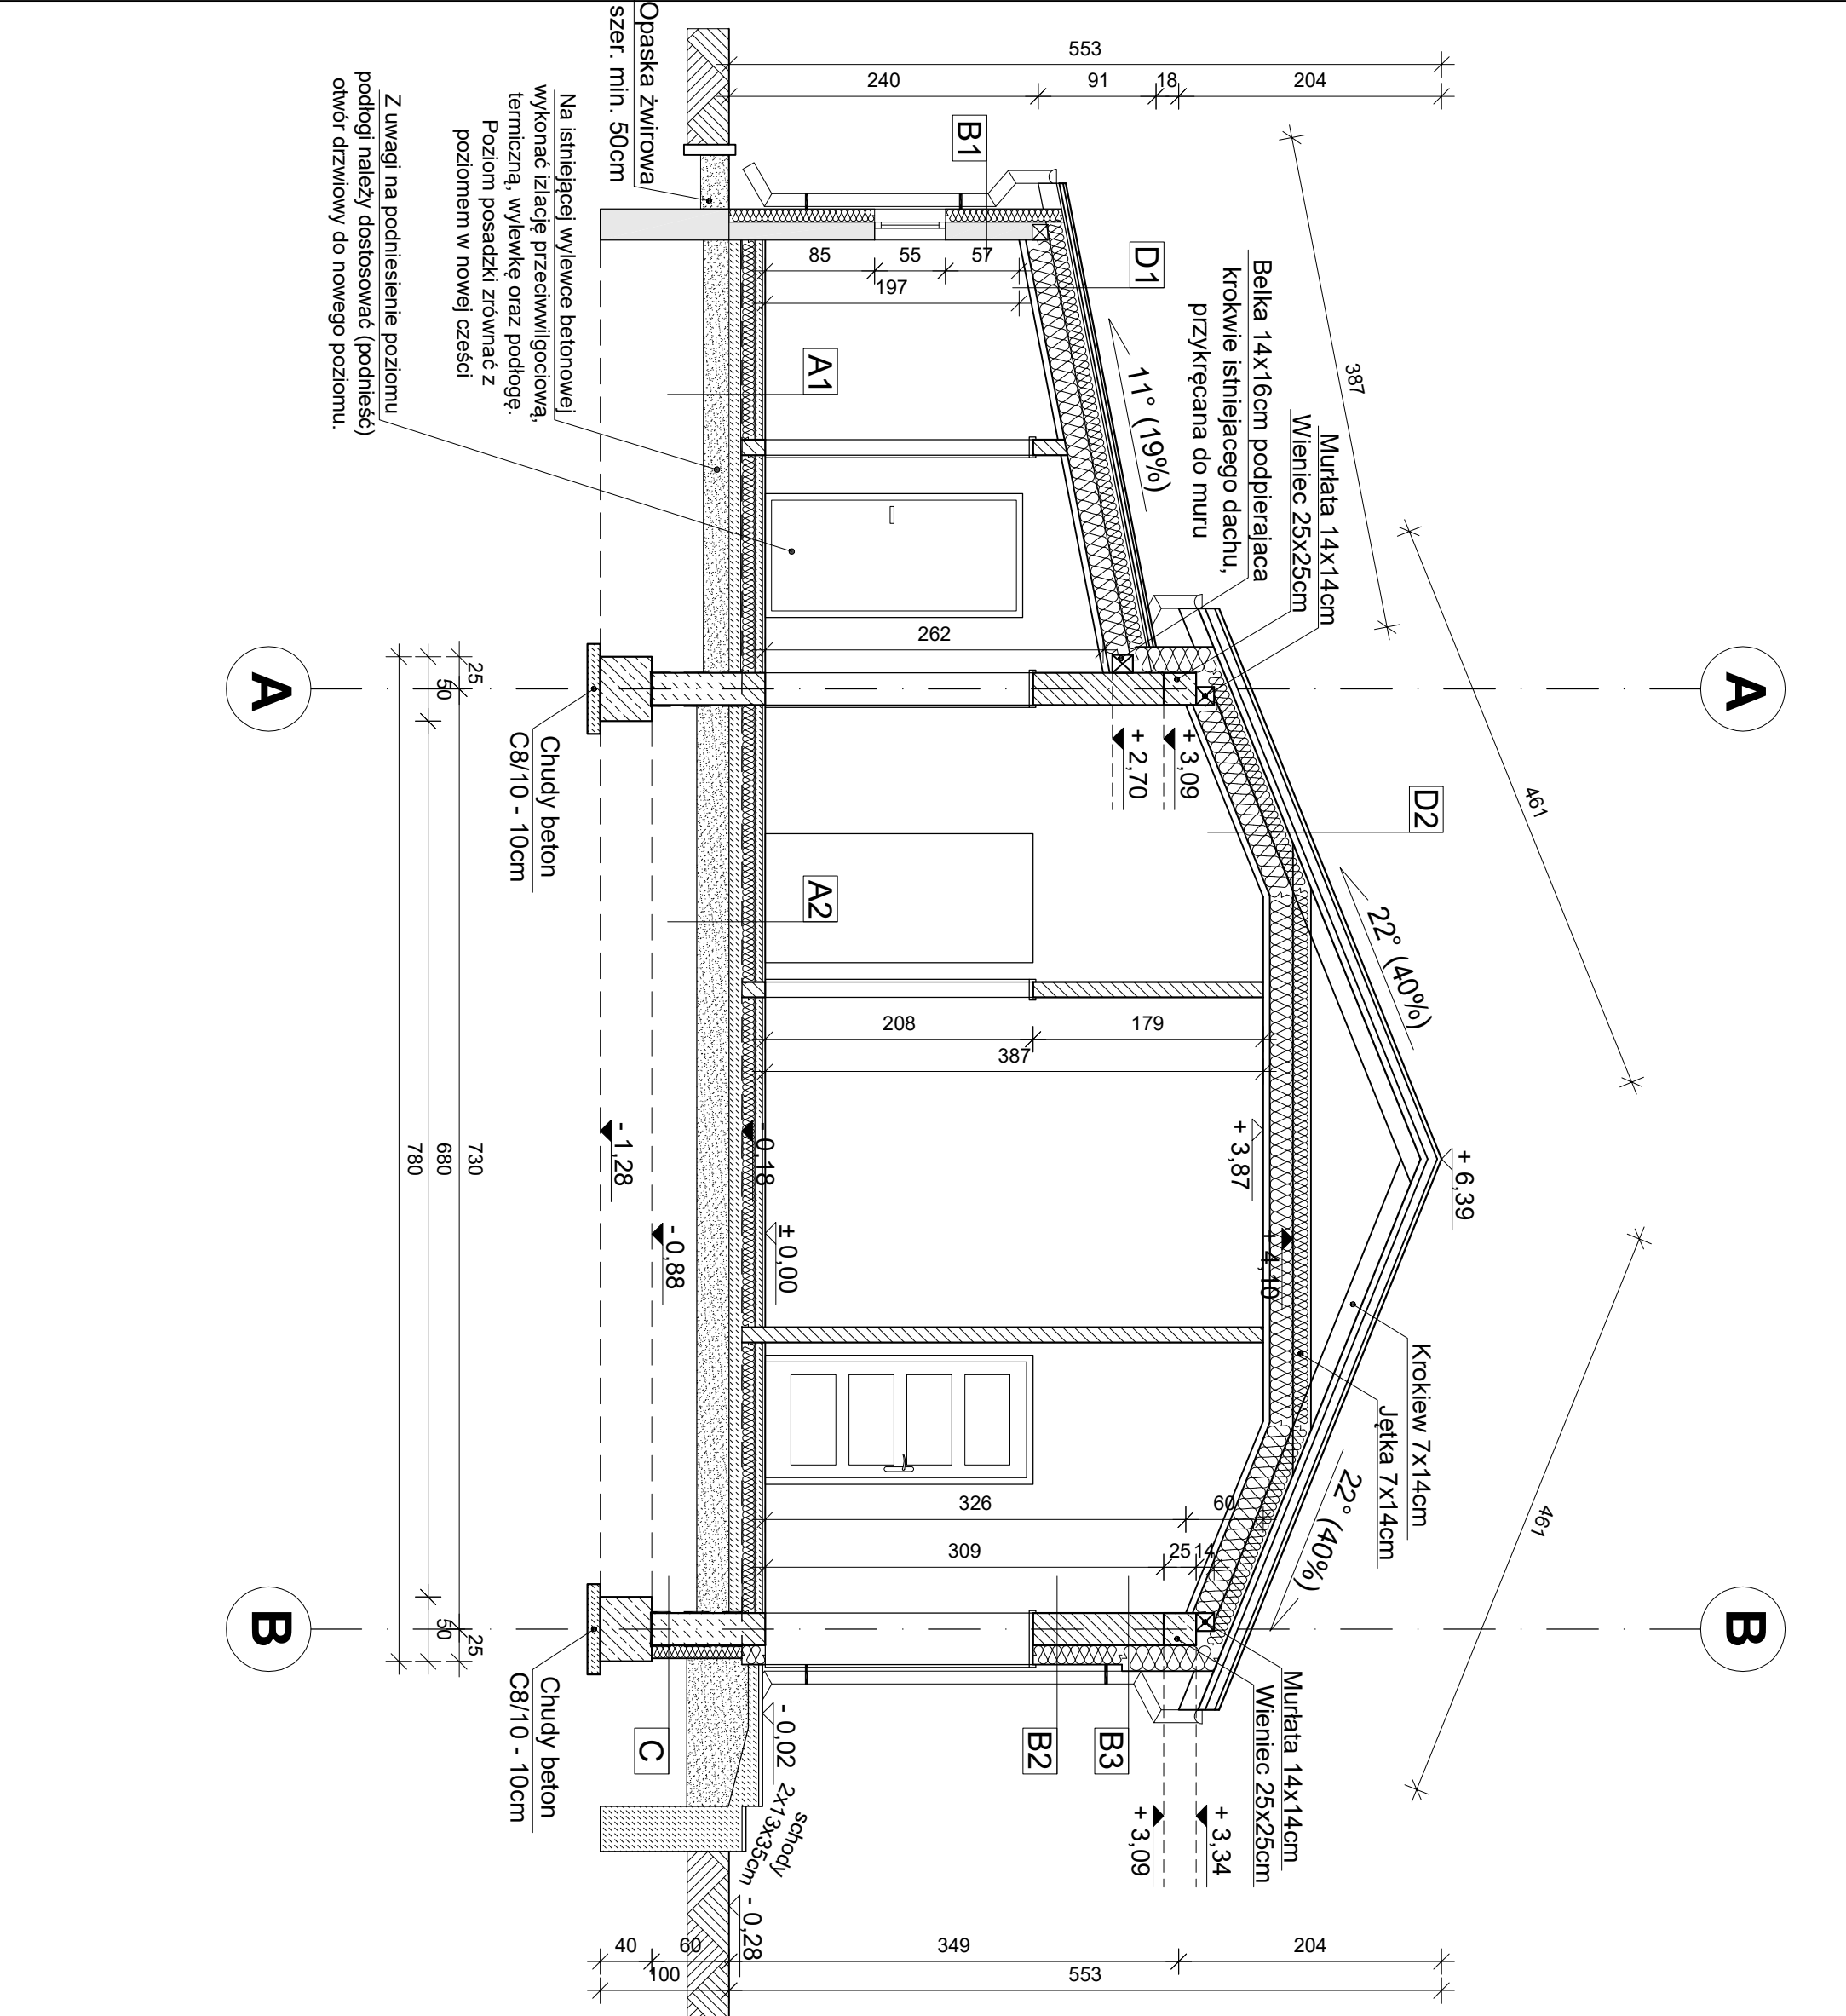 553
240
91
18
204
Opaska żwirowa
szer. min. 50cm
Na istniejącej wylewce betonowej
wykonać izlację przeciwwilgociową,
termiczną, wylewkę oraz podłogę.
Poziom posadzki zrównać z
poziomem w nowej cześci
Z uwagi na podniesienie poziomu
podłogi należy dostosować (podnieść)
otwór drzwiowy do nowego poziomu.
B1
D1
85
55
57
197
A1
11° (19%)
387
Belka 14x16cm podpierajaca
krokwie istniejacego dachu,
przykręcana do muru
Murłata 14x14cm
Wieniec 25x25cm
262
A
A
25
50
Chudy beton
C8/10 - 10cm
+ 2,70
+ 3,09
D2
461
22° (40%)
A2
208
179
387
730
680
780
- 1,28
- 0,88
- 0,18
± 0,00
+ 3,87
+ 4,10
+ 6,39
Krokiew 7x14cm
Jętka 7x14cm
22° (40%)
461
326
60
309
25
14
B
B
50
25
Chudy beton
C8/10 - 10cm
C
B2
B3
Murłata 14x14cm
Wieniec 25x25cm
+ 3,09
+ 3,34
- 0,02
schody
2x13x35cm
- 0,28
40
60
349
204
100
553